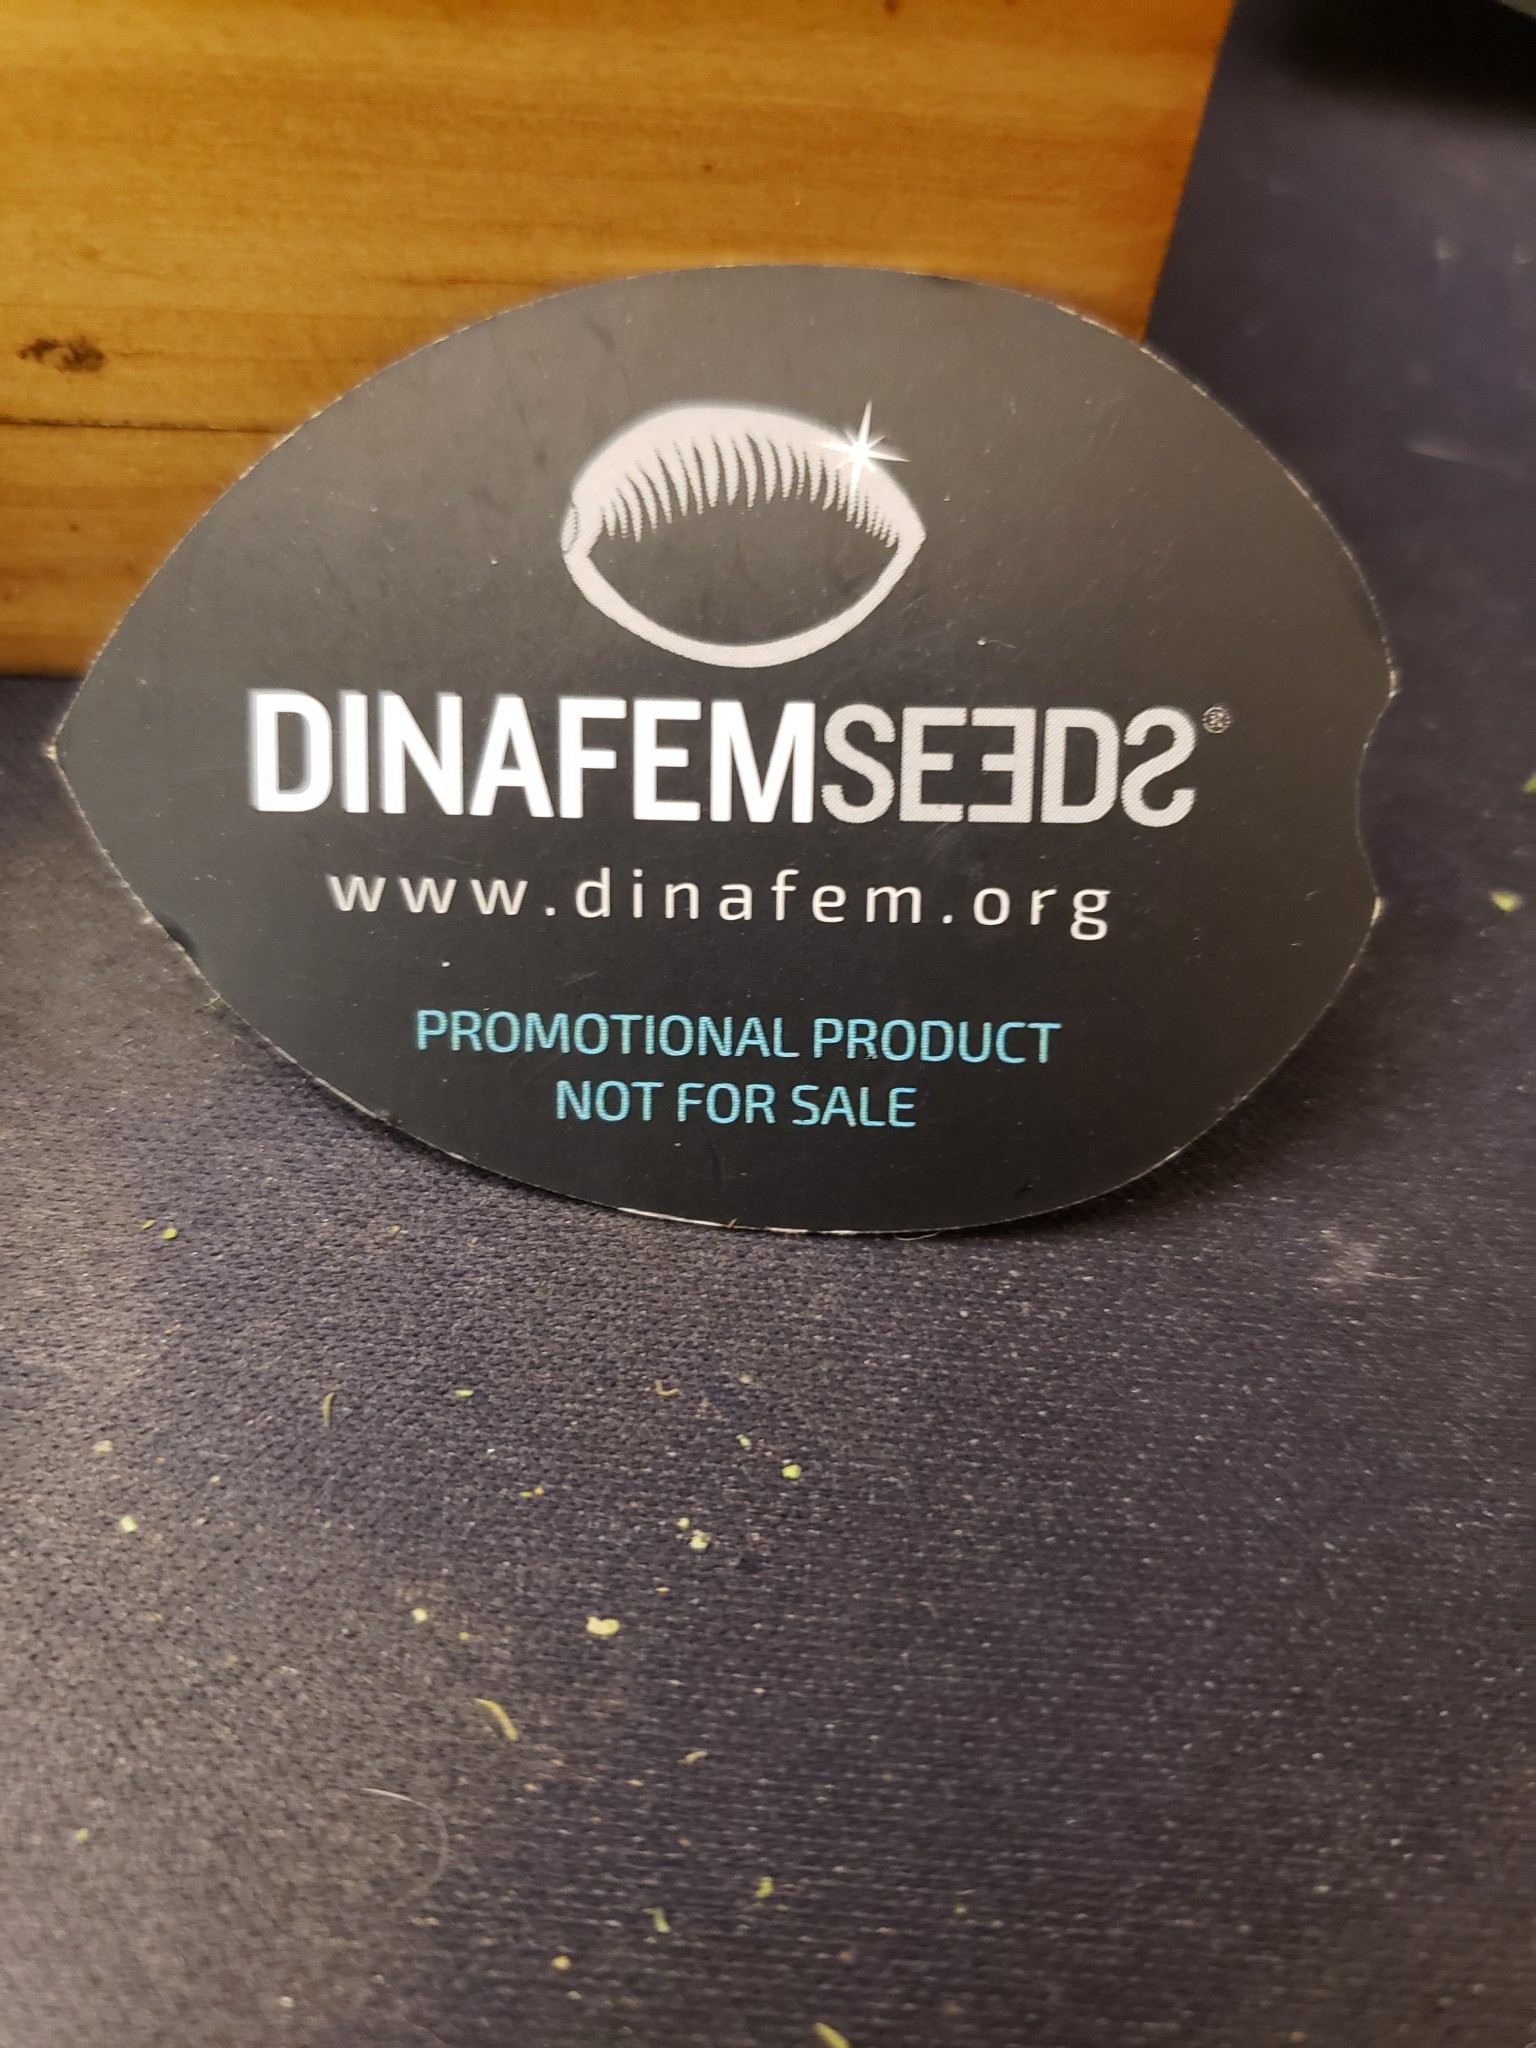 DINAFEMSEEDS®
www.dinafem.org
PROMOTIONAL PRODUCT
NOT FOR SALE